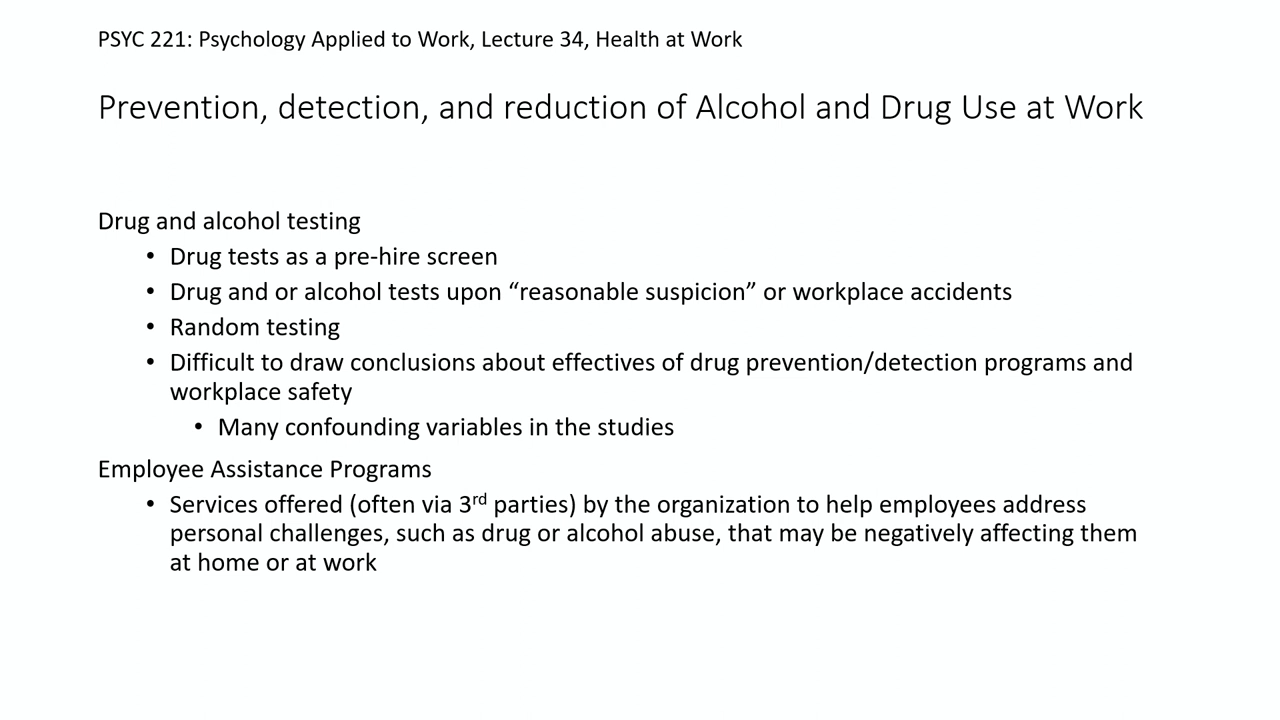 PSYC 221: Psychology Applied to Work, Lecture 34, Health at Work
Prevention, detection, and reduction of Alcohol and Drug Use at Work
Drug and alcohol testing
• Drug tests as a pre-hire screen
• Drug and or alcohol tests upon “reasonable suspicion” or workplace accidents
• Random testing
• Difficult to draw conclusions about effectives of drug prevention/detection programs and
workplace safety
• Many confounding variables in the studies
Employee Assistance Programs
• Services offered (often via 3rd parties) by the organization to help employees address
personal challenges, such as drug or alcohol abuse, that may be negatively affecting them
at home or at work